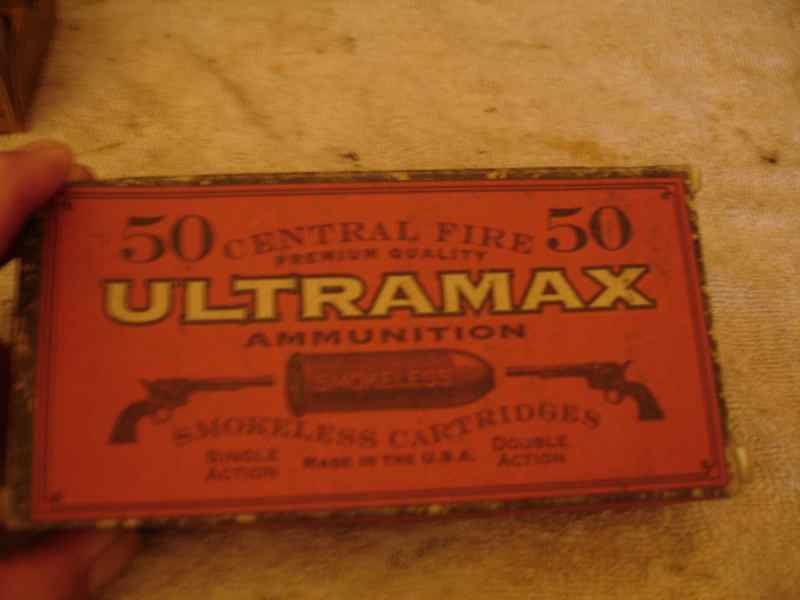 50 CENTRAL FIRE 50
PREMIUM QUALITY
ULTRAMAX
AMMUNITION
SMOKELESS
SMOKELESS CARTRIDGES
SINGLE ACTION
MADE IN THE U.S.A.
DOUBLE ACTION